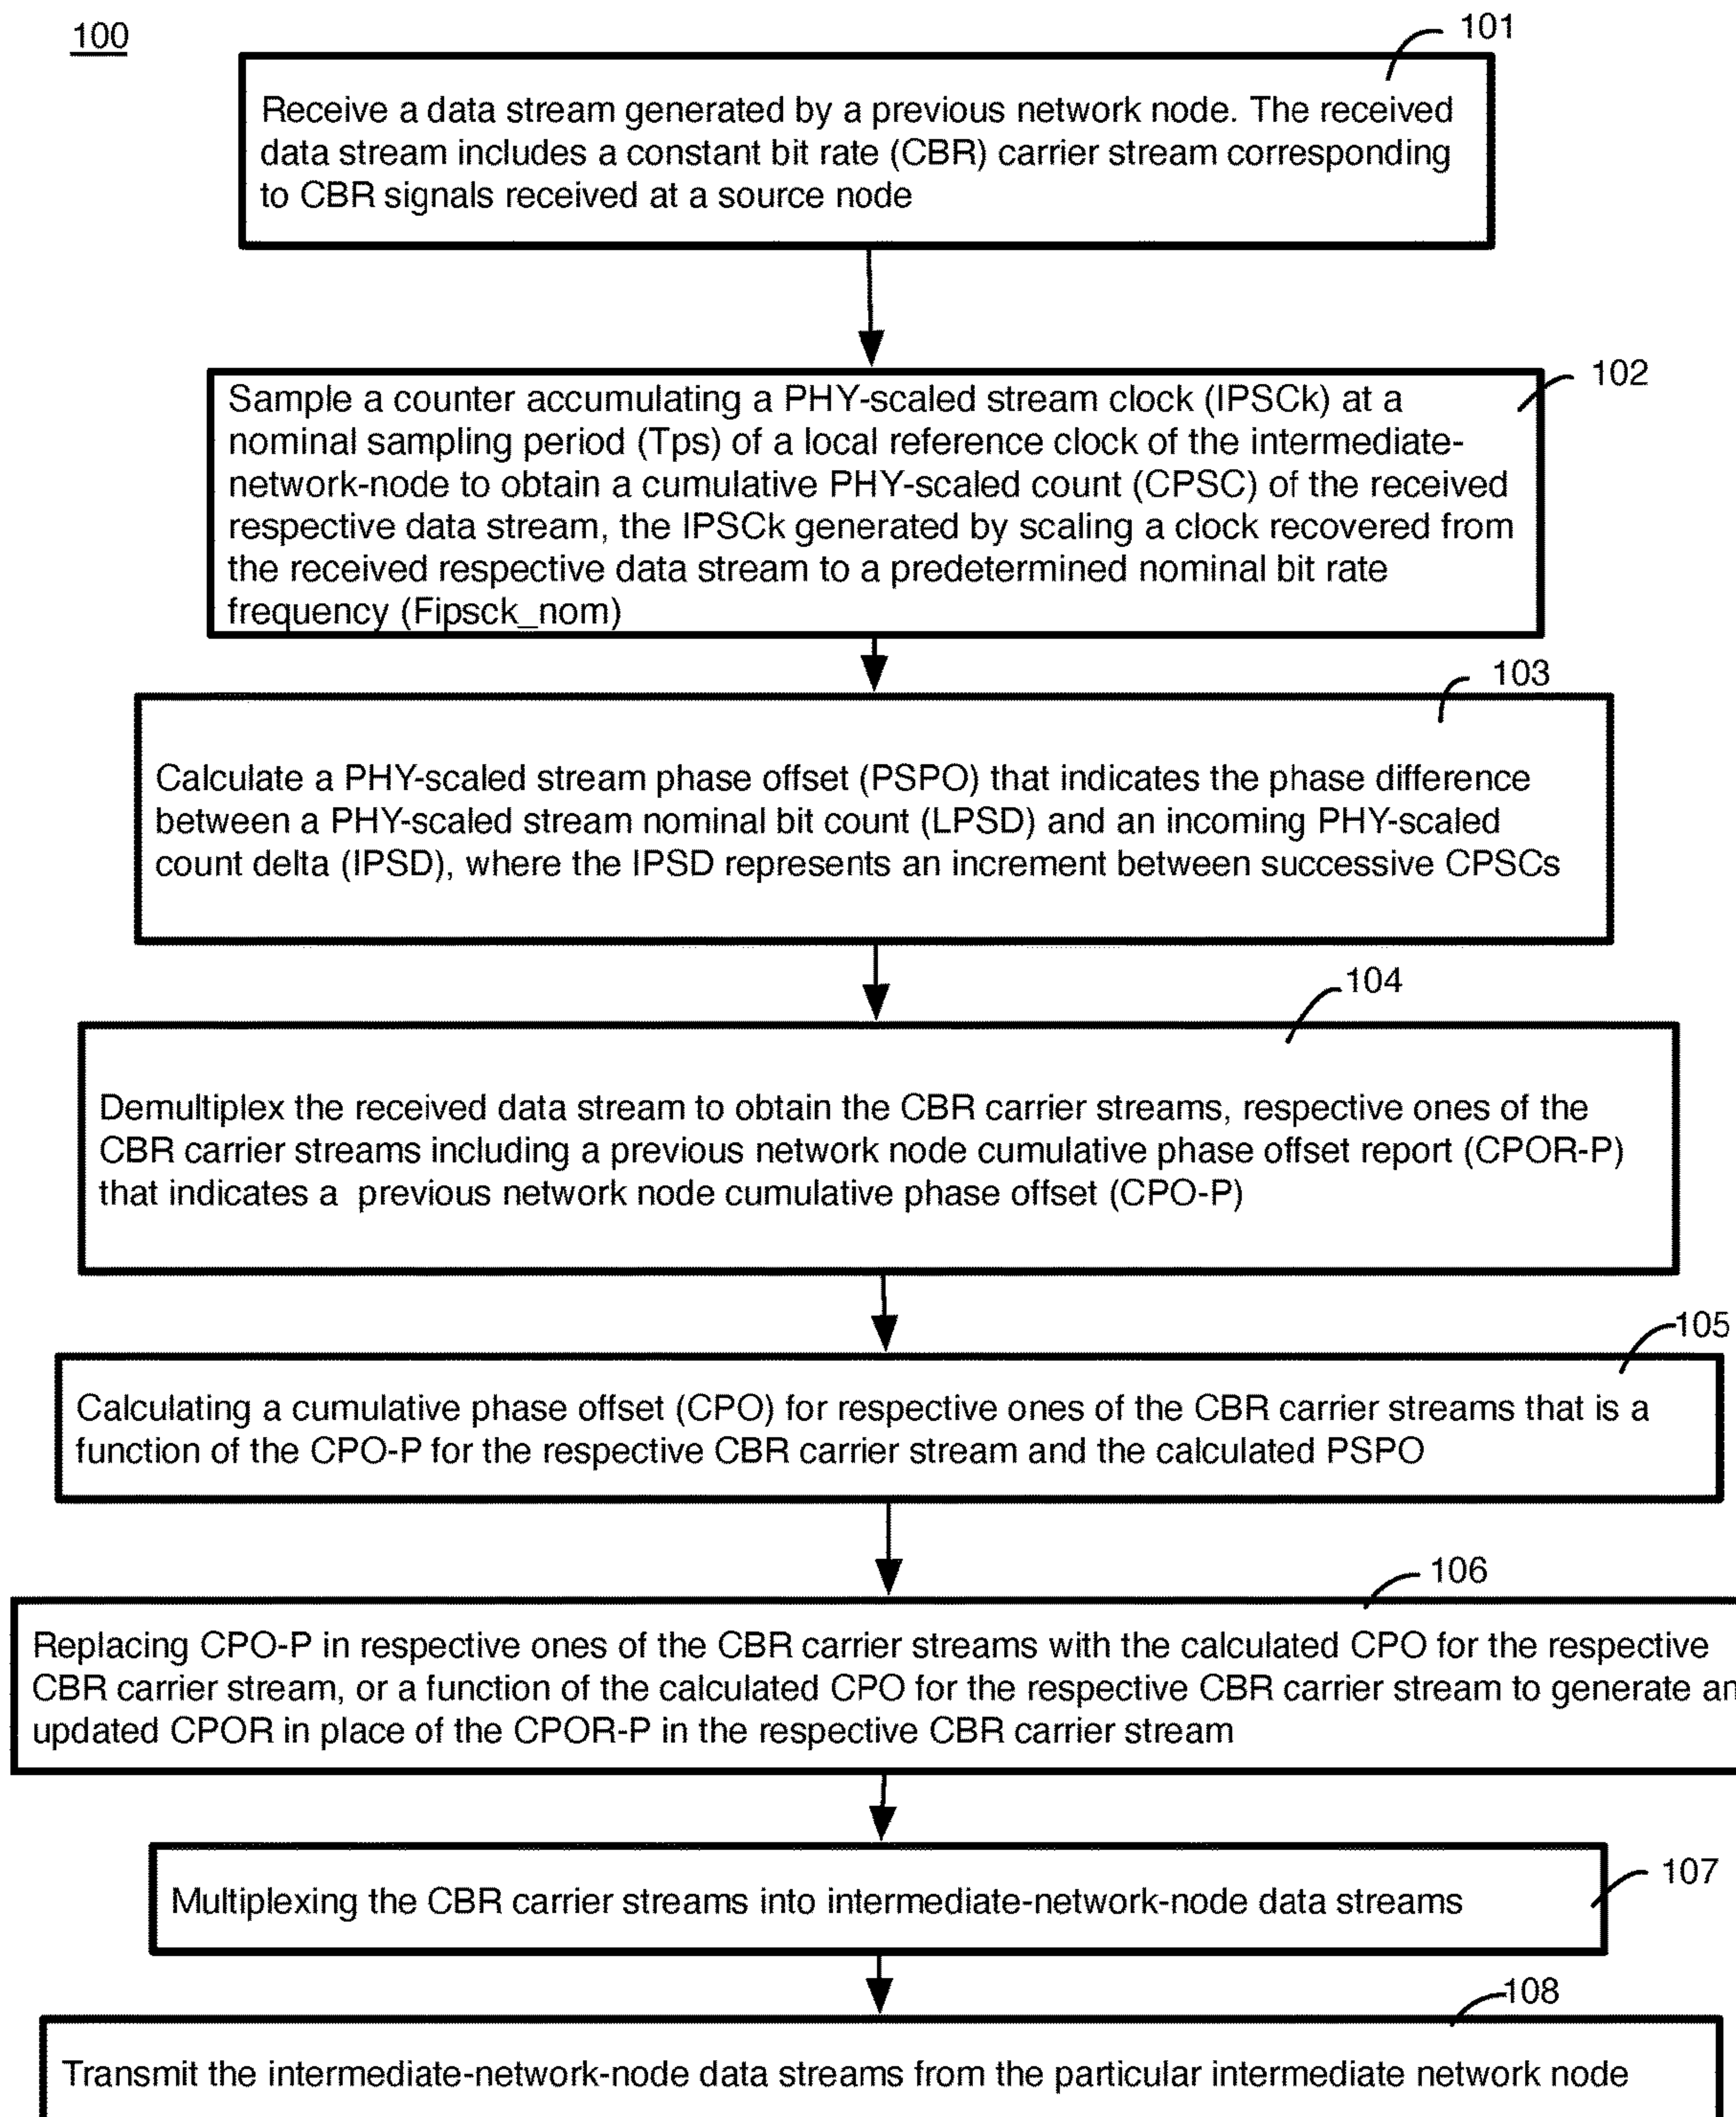 100
101
Receive a data stream generated by a previous network node. The received
data stream includes a constant bit rate (CBR) carrier stream corresponding
to CBR signals received at a source node
102
Sample a counter accumulating a PHY-scaled stream clock (IPSCk) at a
nominal sampling period (Tps) of a local reference clock of the intermediate-
network-node to obtain a cumulative PHY-scaled count (CPSC) of the received
respective data stream, the IPSCk generated by scaling a clock recovered from
the received respective data stream to a predetermined nominal bit rate
frequency (Fipsck_nom)
103
Calculate a PHY-scaled stream phase offset (PSPO) that indicates the phase difference
between a PHY-scaled stream nominal bit count (LPSD) and an incoming PHY-scaled
count delta (IPSD), where the IPSD represents an increment between successive CPSCs
104
Demultiplex the received data stream to obtain the CBR carrier streams, respective ones of the
CBR carrier streams including a previous network node cumulative phase offset report (CPOR-P)
that indicates a previous network node cumulative phase offset (CPO-P)
105
Calculating a cumulative phase offset (CPO) for respective ones of the CBR carrier streams that is a
function of the CPO-P for the respective CBR carrier stream and the calculated PSPO
106
Replacing CPO-P in respective ones of the CBR carrier streams with the calculated CPO for the respective
CBR carrier stream, or a function of the calculated CPO for the respective CBR carrier stream to generate an
updated CPOR in place of the CPOR-P in the respective CBR carrier stream
107
Multiplexing the CBR carrier streams into intermediate-network-node data streams
108
Transmit the intermediate-network-node data streams from the particular intermediate network node